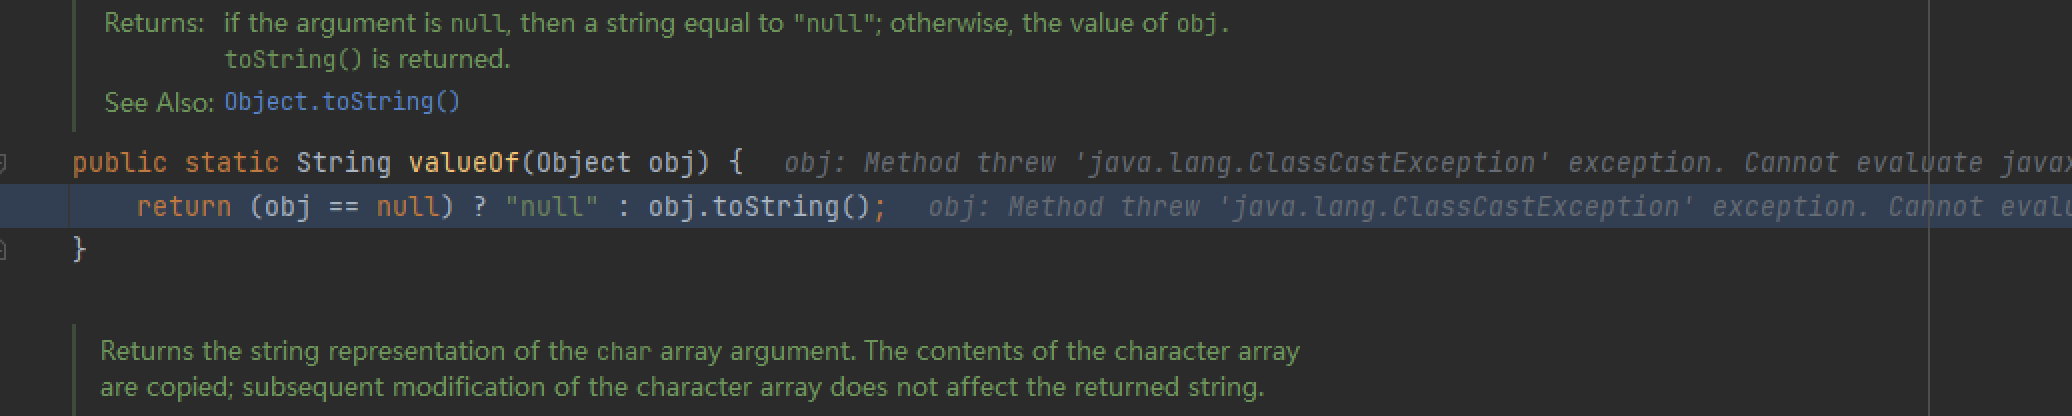 Returns: if the argument is null, then a string equal to "null"; otherwise, the value of obj.
toString() is returned.
See Also: Object.toString()
public static String valueOf(Object obj) {   obj: Method threw 'java.lang.ClassCastException' exception. Cannot evaluate
    return (obj == null) ? "null" : obj.toString();   obj: Method threw 'java.lang.ClassCastException' exception. Cannot
}
Returns the string representation of the char array argument. The contents of the character array
are copied; subsequent modification of the character array does not affect the returned string.